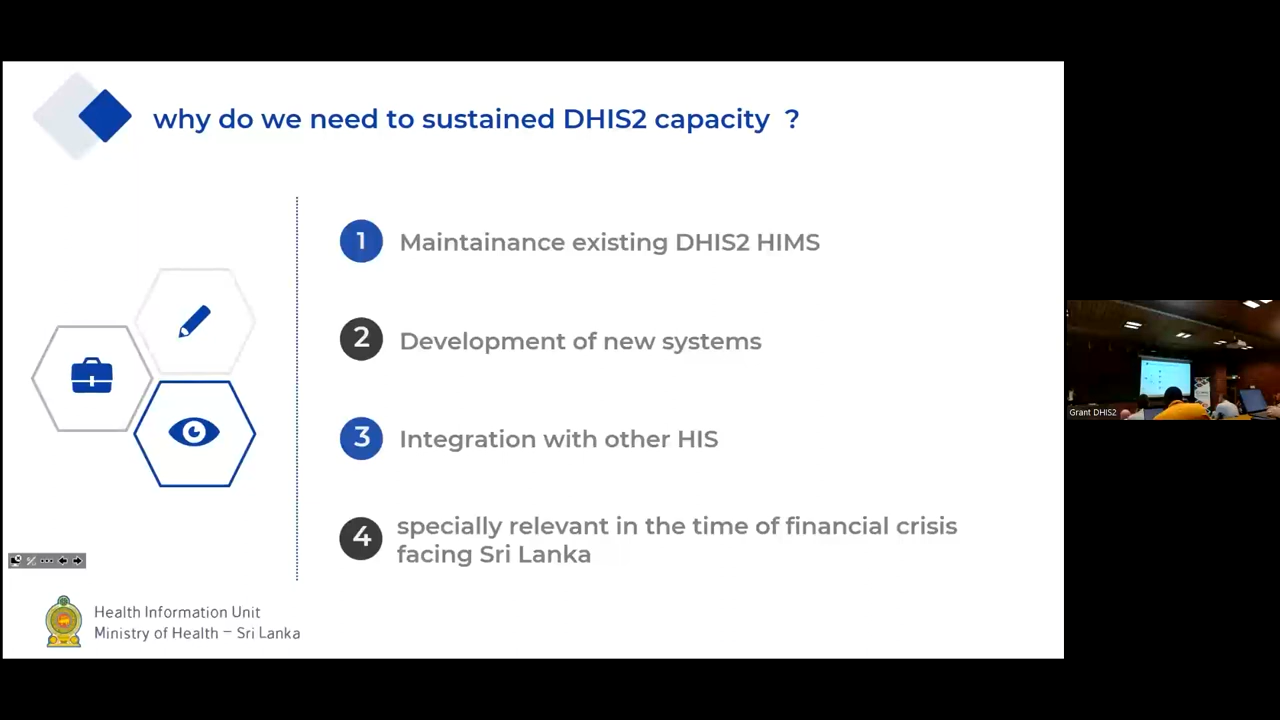 why do we need to sustained DHIS2 capacity ?
1 Maintainance existing DHIS2 HIMS
2 Development of new systems
3 Integration with other HIS
4 specially relevant in the time of financial crisis
facing Sri Lanka
Health Information Unit
Ministry of Health – Sri Lanka
Grant DHIS2